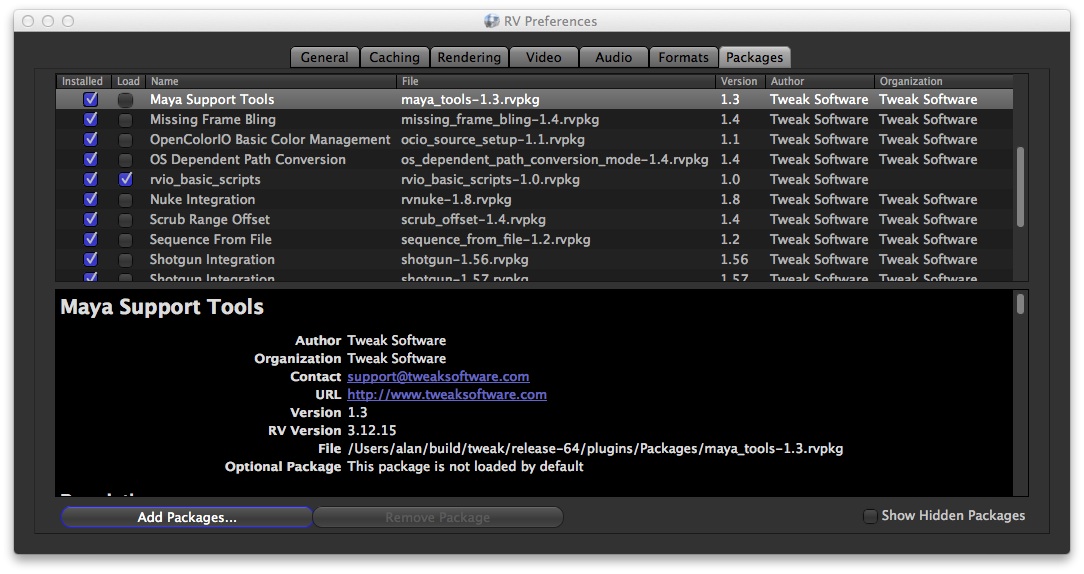 RV Preferences
General Caching Rendering Video Audio Formats Packages
Installed Load Name File Version Author Organization
Maya Support Tools maya_tools-1.3.rvpkg 1.3 Tweak Software Tweak Software
Missing Frame Bling missing_frame_bling-1.4.rvpkg 1.4 Tweak Software Tweak Software
OpenColorIO Basic Color Management ocio_source_setup-1.1.rvpkg 1.1 Tweak Software Tweak Software
OS Dependent Path Conversion os_dependent_path_conversion_mode-1.4.rvpkg 1.4 Tweak Software Tweak Software
rvio_basic_scripts rvio_basic_scripts-1.0.rvpkg 1.0 Tweak Software
Nuke Integration rvnuke-1.8.rvpkg 1.8 Tweak Software Tweak Software
Scrub Range Offset scrub_offset-1.4.rvpkg 1.4 Tweak Software Tweak Software
Sequence From File sequence_from_file-1.2.rvpkg 1.2 Tweak Software Tweak Software
Shotgun Integration shotgun-1.56.rvpkg 1.56 Tweak Software Tweak Software
Shotgun Integration shotgun-1.57.rvpkg 1.57 Tweak Software Tweak Software
Maya Support Tools
Author Tweak Software
Organization Tweak Software
Contact support@tweaksoftware.com
URL http://www.tweaksoftware.com
Version 1.3
RV Version 3.12.15
File /Users/alan/build/tweak/release-64/plugins/Packages/maya_tools-1.3.rvpkg
Optional Package This package is not loaded by default
Add Packages... Remove Package Show Hidden Packages